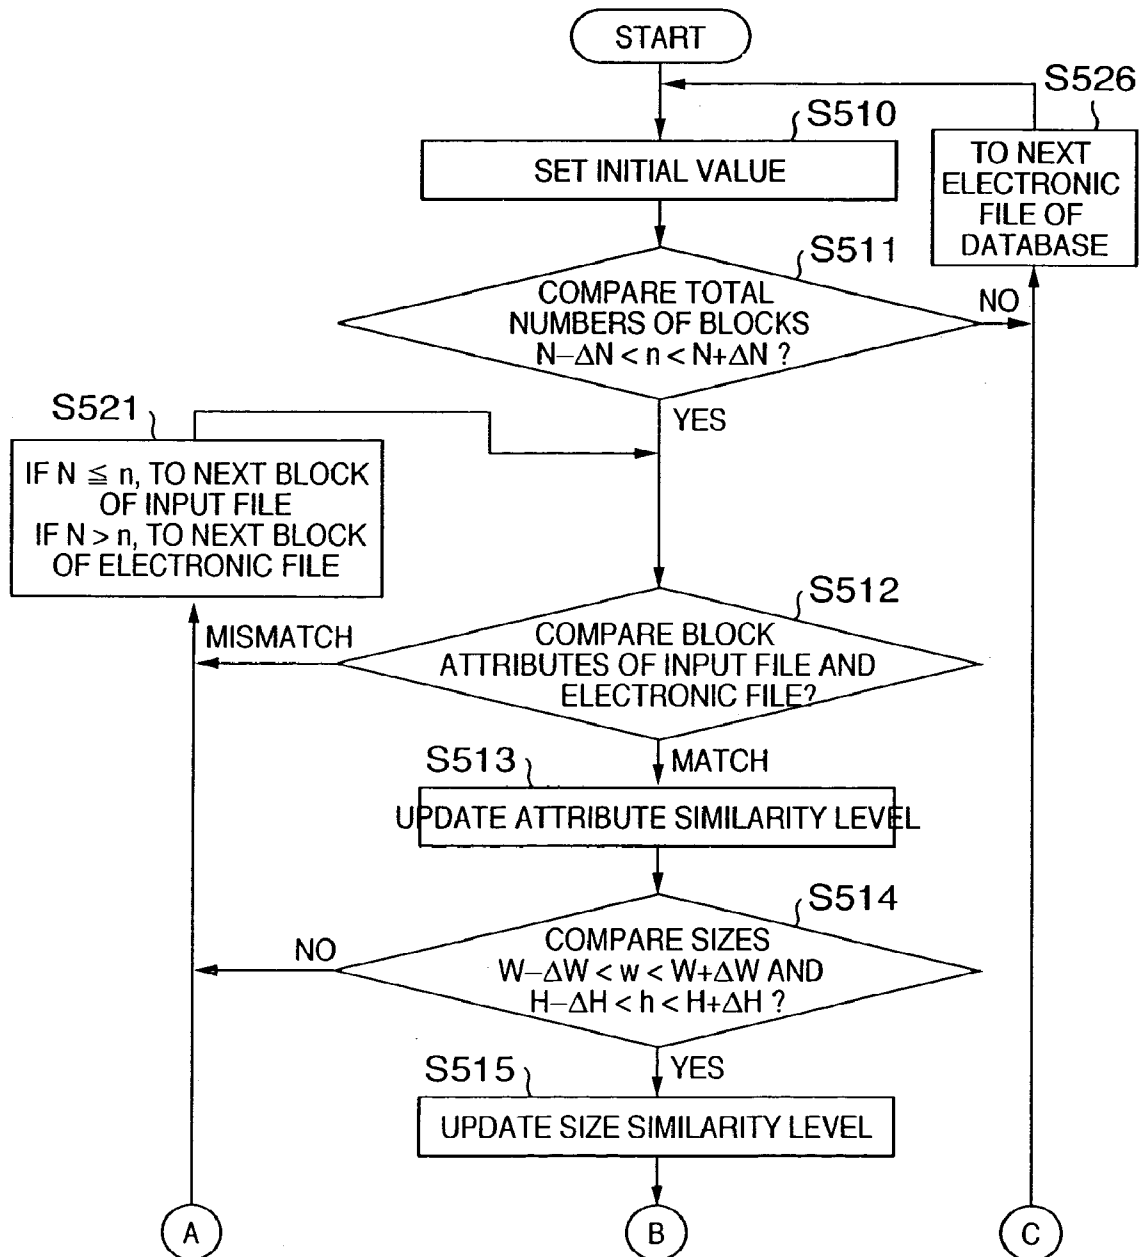 START
S526
S510
SET INITIAL VALUE
TO NEXT
ELECTRONIC
FILE OF
DATABASE
S511
COMPARE TOTAL
NUMBERS OF BLOCKS
N−ΔN < n < N+ΔN ?
NO
YES
S521
IF N ≦ n, TO NEXT BLOCK
OF INPUT FILE
IF N > n, TO NEXT BLOCK
OF ELECTRONIC FILE
S512
COMPARE BLOCK
ATTRIBUTES OF INPUT FILE AND
ELECTRONIC FILE?
MISMATCH
MATCH
S513
UPDATE ATTRIBUTE SIMILARITY LEVEL
S514
COMPARE SIZES
W−ΔW < w < W+ΔW AND
H−ΔH < h < H+ΔH ?
NO
YES
S515
UPDATE SIZE SIMILARITY LEVEL
A
B
C